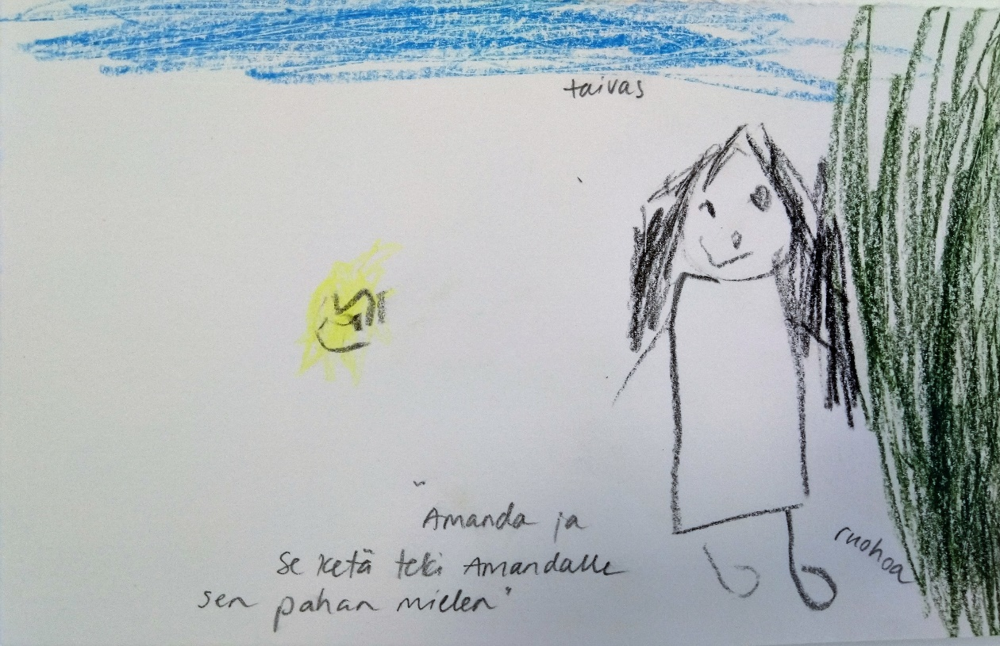 taivas
"Amanda ja
se ketä teki Amandalle
sen pahan mielen"
ruohoa